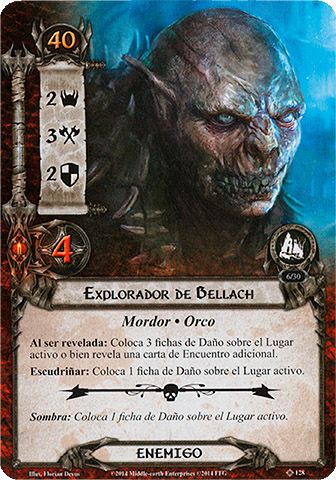 40
2
3
2
4
6/30
Explorador de Bellach
Mordor • Orco
Al ser revelada: Coloca 3 fichas de Daño sobre el Lugar
activo o bien revela una carta de Encuentro adicional.
Escudriñar: Coloca 1 ficha de Daño sobre el Lugar activo.
Sombra: Coloca 1 ficha de Daño sobre el Lugar activo.
ENEMIGO
Illus. Florian Devos
©2014 Middle-earth Enterprises ©2014 FFG
128